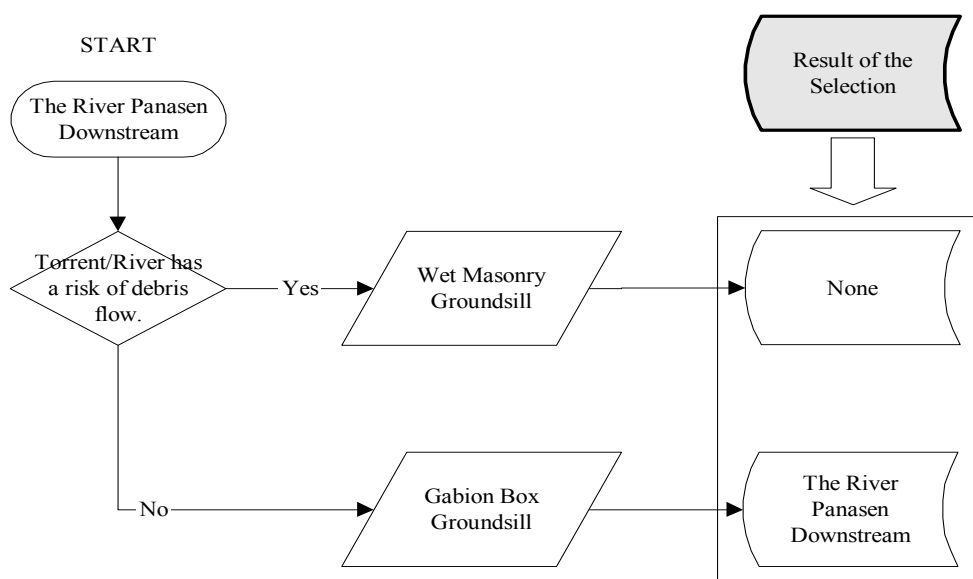 START
The River Panasen
Downstream
Result of the
Selection
Torrent/River has
a risk of debris
flow.
Yes
Wet Masonry
Groundsill
None
No
Gabion Box
Groundsill
The River
Panasen
Downstream